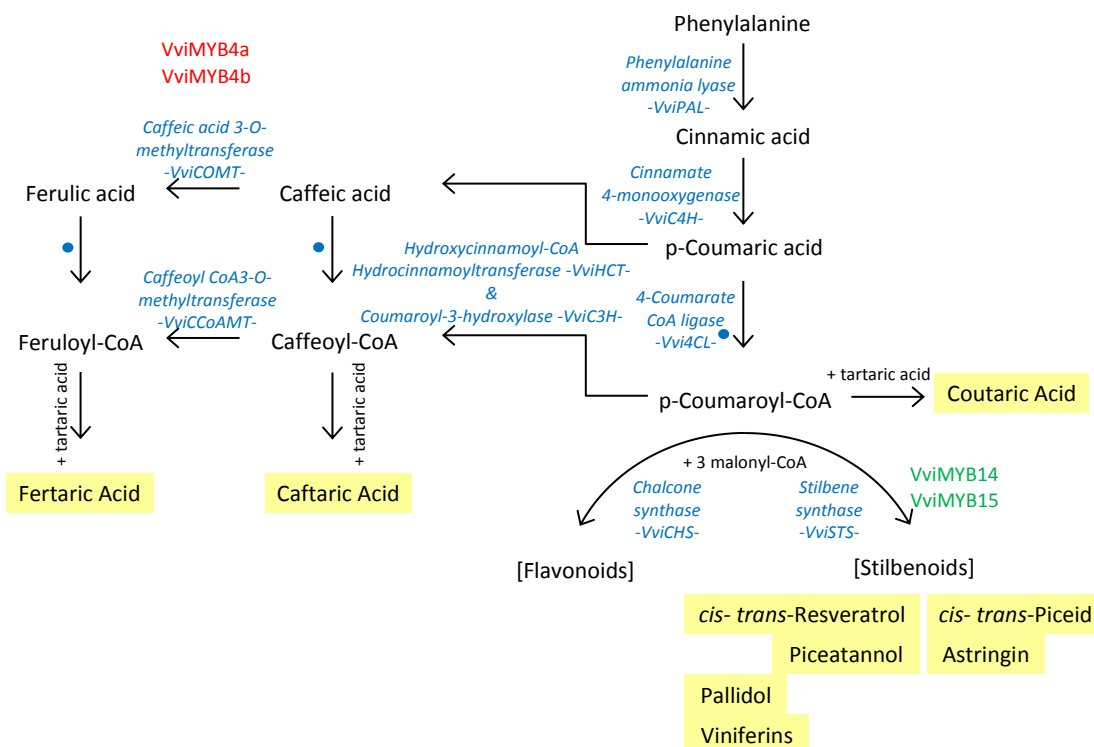 Phenylalanine
VviMYB4a
VviMYB4b
Phenylalanine
ammonia lyase
-VviPAL-
Cinnamic acid
Caffeic acid 3-O-
methyltransferase
-VviCOMT-
Cinnamate
4-monooxygenase
-VviC4H-
Ferulic acid
Caffeic acid
p-Coumaric acid
Hydroxycinnamoyl-CoA
Hydrocinnamoyltransferase -VviHCT-
&
Coumaroyl-3-hydroxylase -VviC3H-
Caffeoyl CoA3-O-
methyltransferase
-VviCCoAMT-
4-Coumarate
CoA ligase
-Vvi4CL-
Feruloyl-CoA
Caffeoyl-CoA
p-Coumaroyl-CoA
+ tartaric acid
Coutaric Acid
+ tartaric acid
+ tartaric acid
Fertaric Acid
Caftaric Acid
+ 3 malonyl-CoA
Chalcone
synthase
-VviCHS-
Stilbene
synthase
-VviSTS-
VviMYB14
VviMYB15
[Flavonoids]
[Stilbenoids]
cis- trans-Resveratrol
cis- trans-Piceid
Piceatannol
Astringin
Pallidol
Viniferins